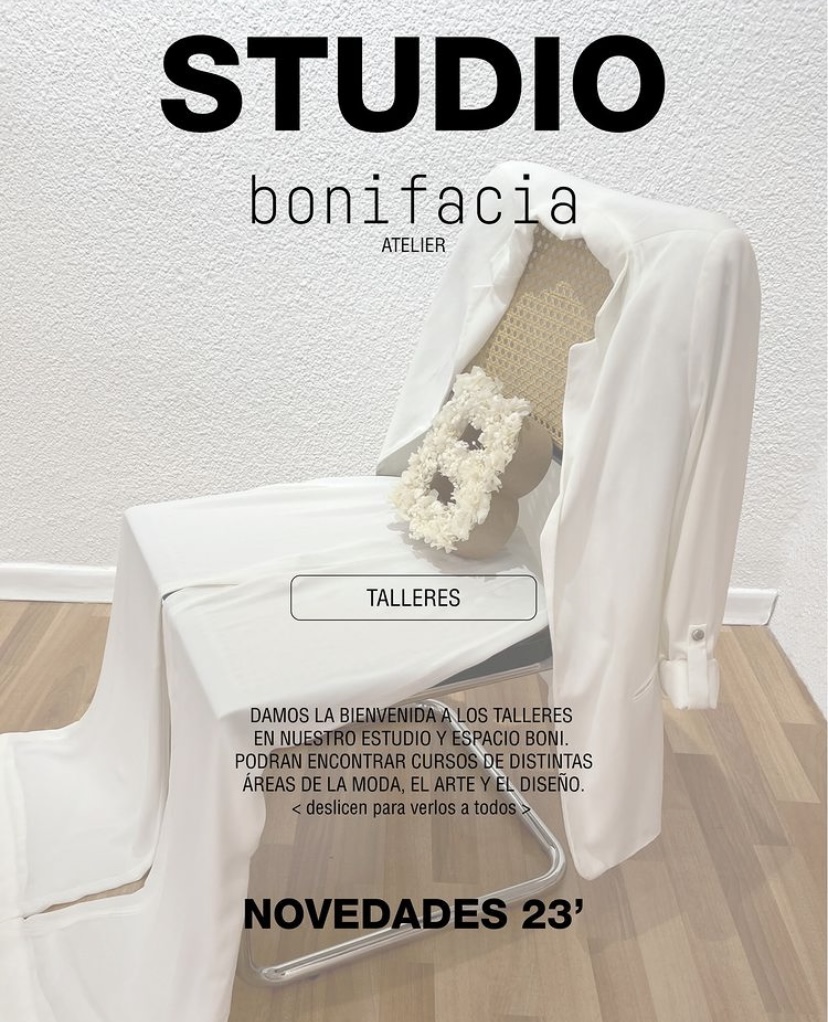 STUDIO
bonifacia
ATELIER
TALLERES
DAMOS LA BIENVENIDA A LOS TALLERES
EN NUESTRO ESTUDIO Y ESPACIO BONI.
PODRAN ENCONTRAR CURSOS DE DISTINTAS
ÁREAS DE LA MODA, EL ARTE Y EL DISEÑO.
< deslicen para verlos a todos >
NOVEDADES 23’